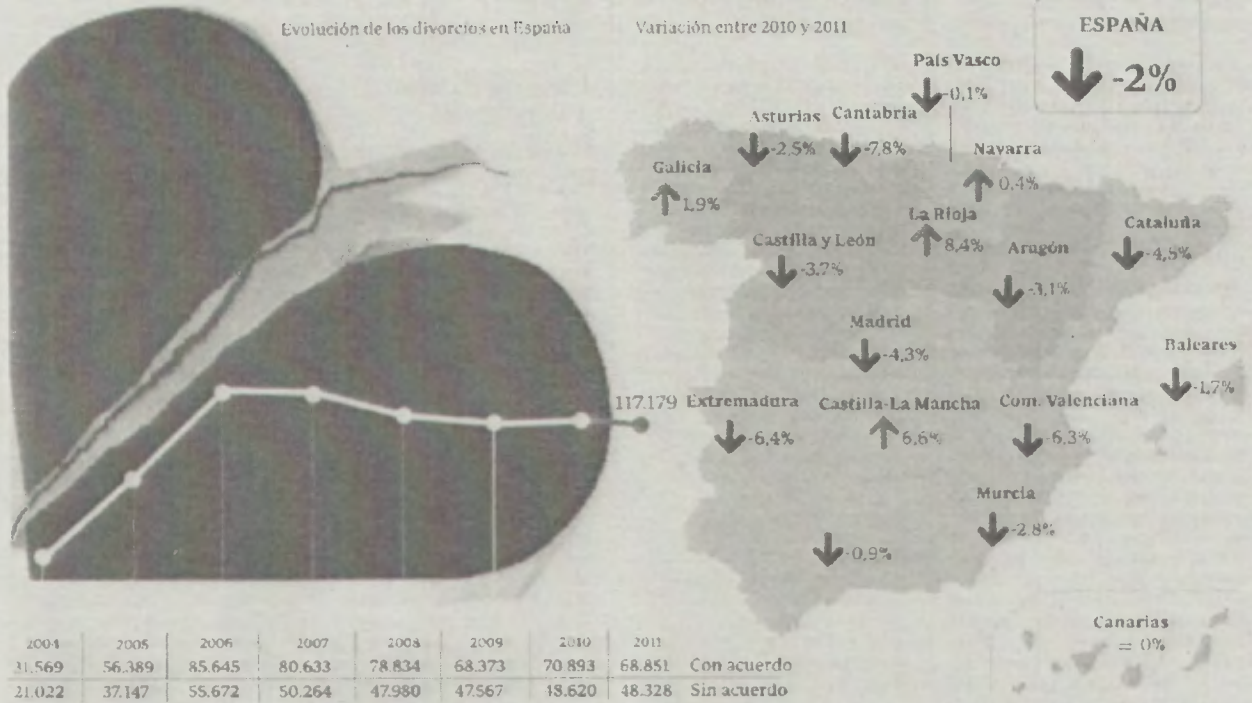 Evolución de los divorcios en España
117.179
2004 2005 2006 2007 2008 2009 2010 2011
31.569 56.389 85.645 80.633 78.834 68.373 70.893 68.851 Con acuerdo
21.022 37.147 55.672 50.264 47.980 47.567 48.620 48.328 Sin acuerdo
Variación entre 2010 y 2011
ESPAÑA
-2%
País Vasco
-0,1%
Asturias
-2,5%
Cantabria
-7,8%
Navarra
0,4%
Galicia
1,9%
La Rioja
8,4%
Cataluña
Castilla y León
-3,7%
Aragón
-3,1%
Madrid
-4,3%
Baleares
-1,7%
Extremadura
-6,4%
Castilla-La Mancha
6,6%
Com. Valenciana
-6,3%
Murcia
-2,8%
-0,9%
Canarias
= 0%